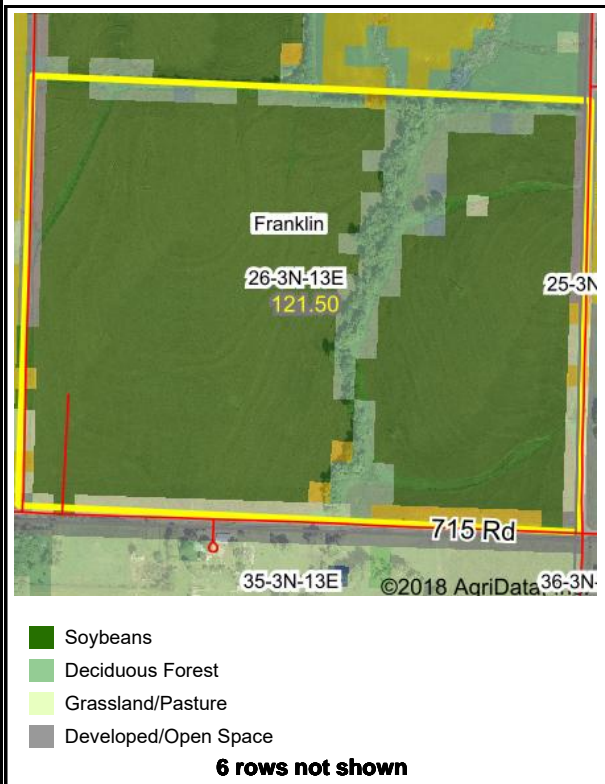 Franklin
26-3N-13E
121.50
25-3N
715 Rd
35-3N-13E
©2018 AgriData,
36-3N-
Soybeans
Deciduous Forest
Grassland/Pasture
Developed/Open Space
6 rows not shown